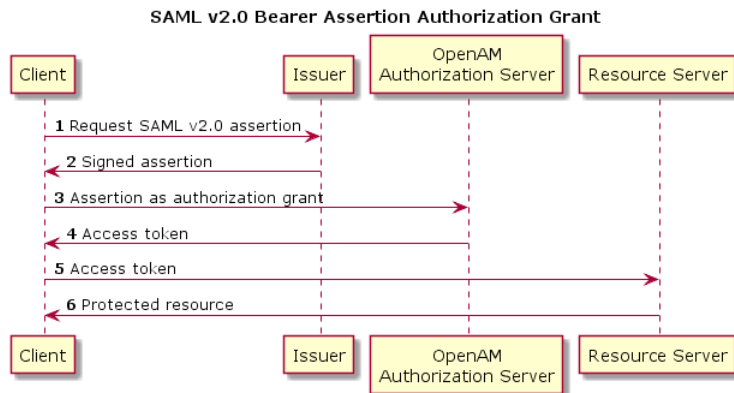 SAML v2.0 Bearer Assertion Authorization Grant
Client
Issuer
OpenAM
Authorization Server
Resource Server
1 Request SAML v2.0 assertion
2 Signed assertion
3 Assertion as authorization grant
4 Access token
5 Access token
6 Protected resource
Client
Issuer
OpenAM
Authorization Server
Resource Server